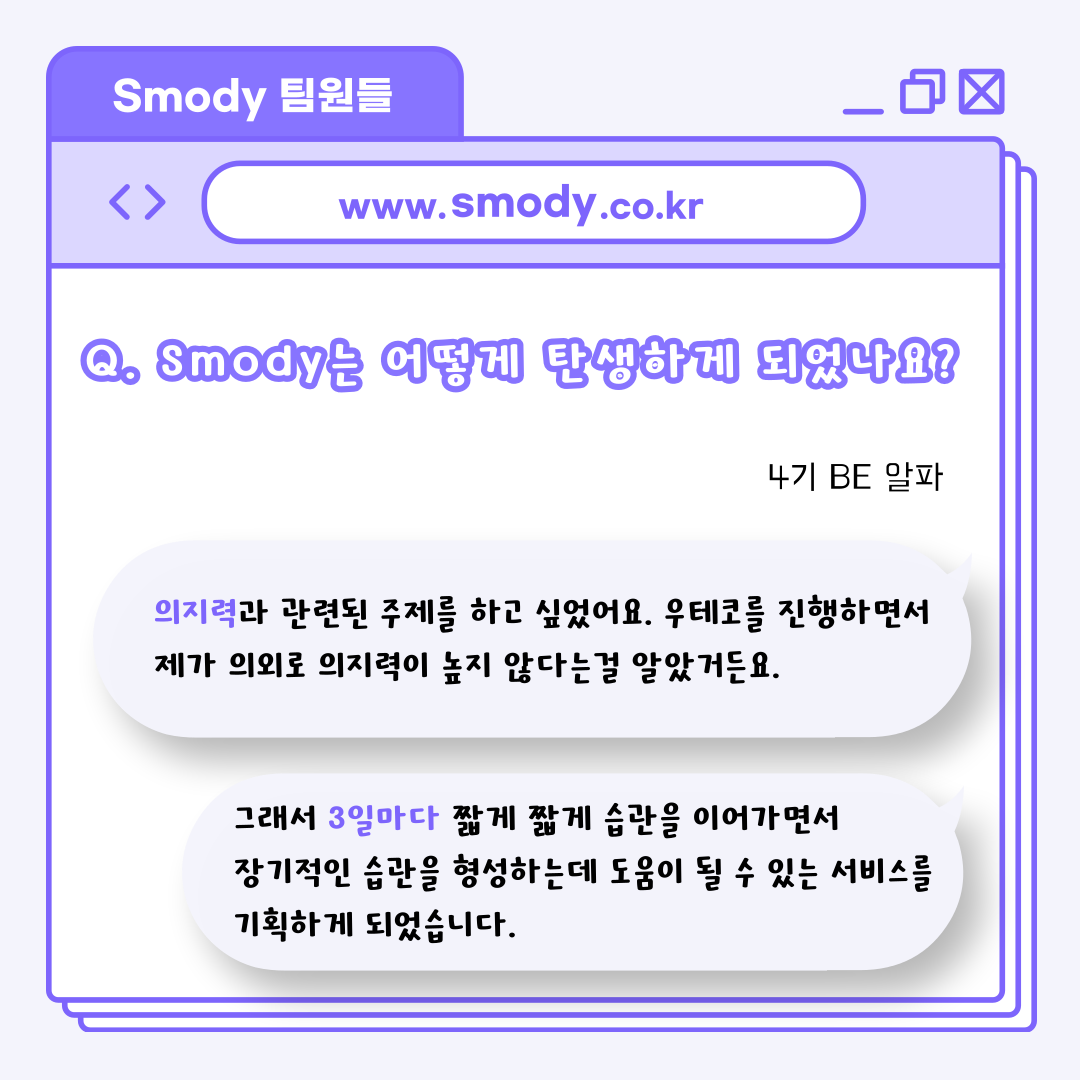 Smody 팀원들
www.smody.co.kr
Q. Smody는 어떻게 탄생하게 되었나요?
4기 BE 알파
의지력과 관련된 주제를 하고 싶었어요. 우테코를 진행하면서
제가 의외로 의지력이 높지 않다는걸 알았거든요.
그래서 3일마다 짧게 짧게 습관을 이어가면서
장기적인 습관을 형성하는데 도움이 될 수 있는 서비스를
기획하게 되었습니다.